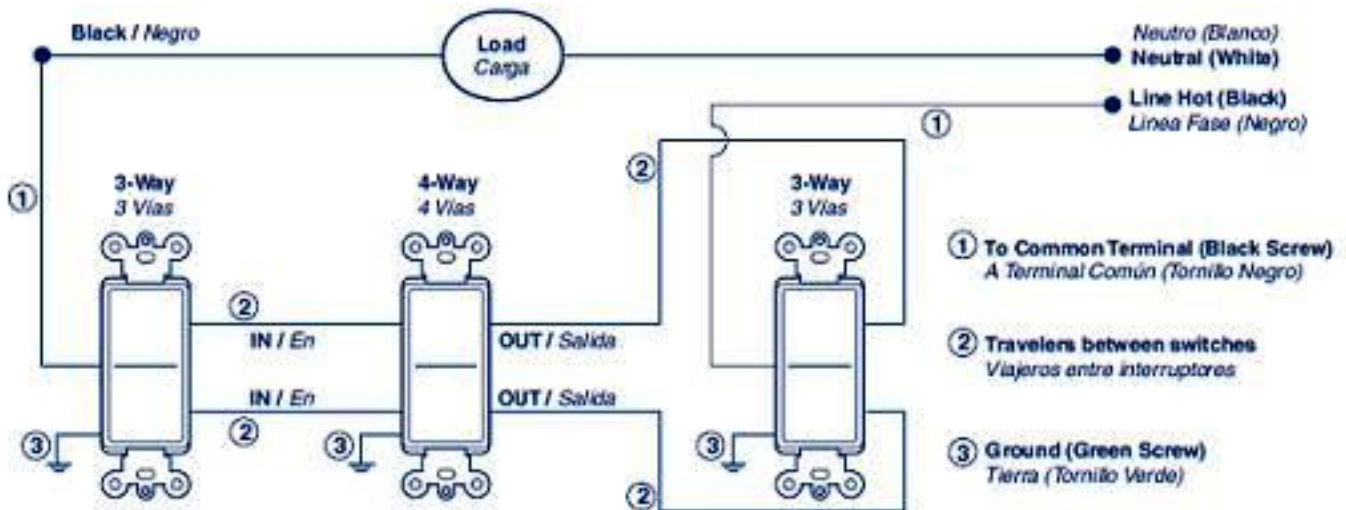 Black / Negro
Load
Carga
Neutro (Blanco)
Neutral (White)
Line Hot (Black)
Linea Fase (Negro)
1
2
1
3-Way
3 Vías
4-Way
4 Vías
3-Way
3 Vías
1 To Common Terminal (Black Screw)
A Terminal Común (Tornillo Negro)
2
IN / En
OUT / Salida
2 Travelers between switches
Viajeros entre interruptores
IN / En
OUT / Salida
2
3
3
3
3 Ground (Green Screw)
Tierra (Tornillo Verde)
2